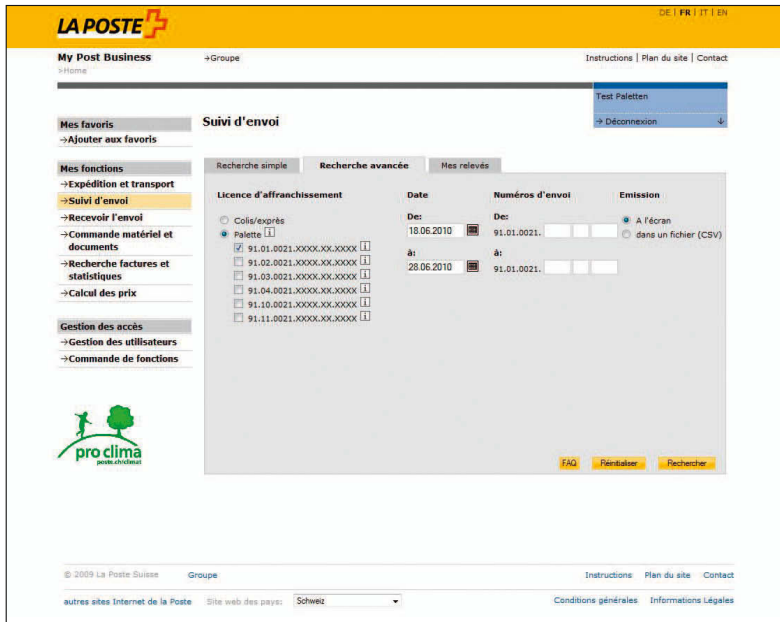 DE | FR | IT | EN
LA POSTE
My Post Business
→Groupe
Instructions | Plan du site | Contact
>Home
Test Paletten
→ Déconnexion
Suivi d'envoi
Mes favoris
→Ajouter aux favoris
Mes fonctions
→Expédition et transport
→Suivi d'envoi
→Recevoir l'envoi
→Commande matériel et
documents
→Recherche factures et
statistiques
→Calcul des prix
Gestion des accès
→Gestion des utilisateurs
→Commande de fonctions
pro clima
poste.ch/climat
Recherche simple
Recherche avancée
Mes relevés
Licence d'affranchissement
Colis/exprès
Palette i
91.01.0021.XXXX.XX.XXXX i
91.02.0021.XXXX.XX.XXXX i
91.03.0021.XXXX.XX.XXXX i
91.04.0021.XXXX.XX.XXXX i
91.10.0021.XXXX.XX.XXXX i
91.11.0021.XXXX.XX.XXXX i
Date
De:
18.06.2010
à:
28.06.2010
Numéros d'envoi
De:
91.01.0021.
à:
91.01.0021.
Emission
A l'écran
dans un fichier (CSV)
FAQ
Réinitialiser
Rechercher
© 2009 La Poste Suisse
Groupe
Instructions
Plan du site
Contact
autres sites Internet de la Poste
Site web des pays:
Schweiz
Conditions générales
Informations Légales